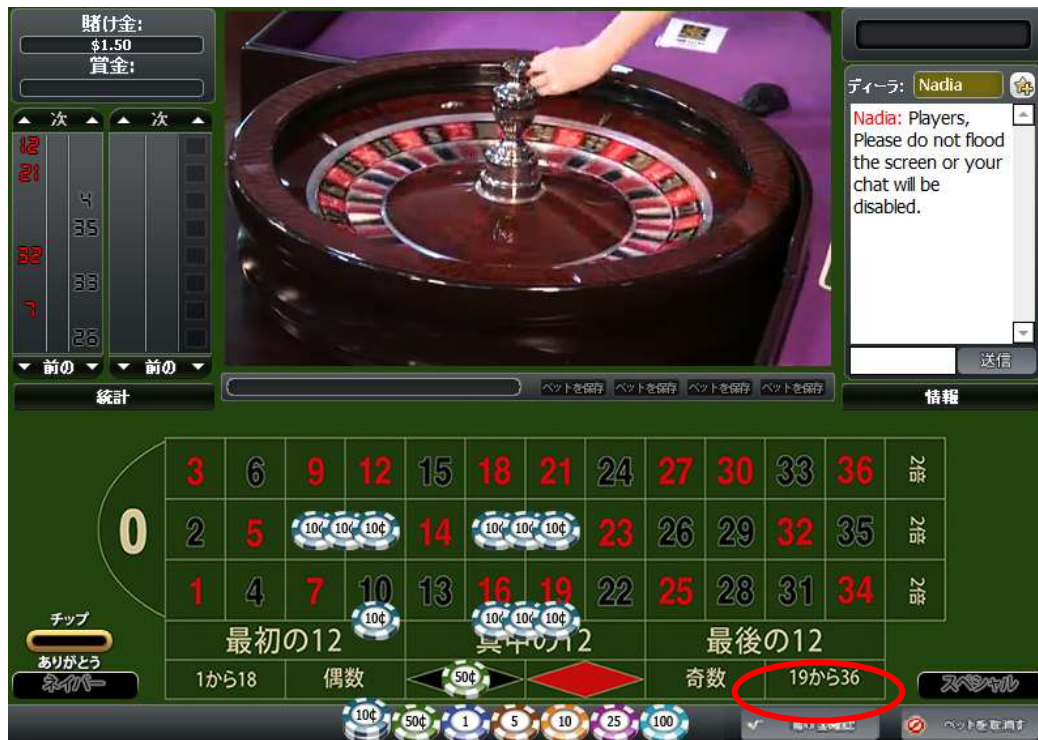 賭け金:
$1.50
賞金:
次
次
12
21
4
35
32
33
7
26
前の
前の
統計
ベットを保存
ベットを保存
ベットを保存
ベットを保存
ディーラ: Nadia
Nadia: Players,
Please do not flood
the screen or your
chat will be
disabled.
送信
情報
3 6 9 12 15 18 21 24 27 30 33 36 2倍
0
2 5 10¢ 10¢ 14 10¢ 10¢ 23 26 29 32 35 2倍
1 4 7 10 13 16 19 22 25 28 31 34 2倍
10¢ 10¢ 10¢
チップ
ありがとう
最初の12 真中の12 最後の12
1から18 偶数 50¢ 奇数 19から36
ネイバー
スペシャル
10¢ 50¢ 1 5 10 25 100
ベットを取消す